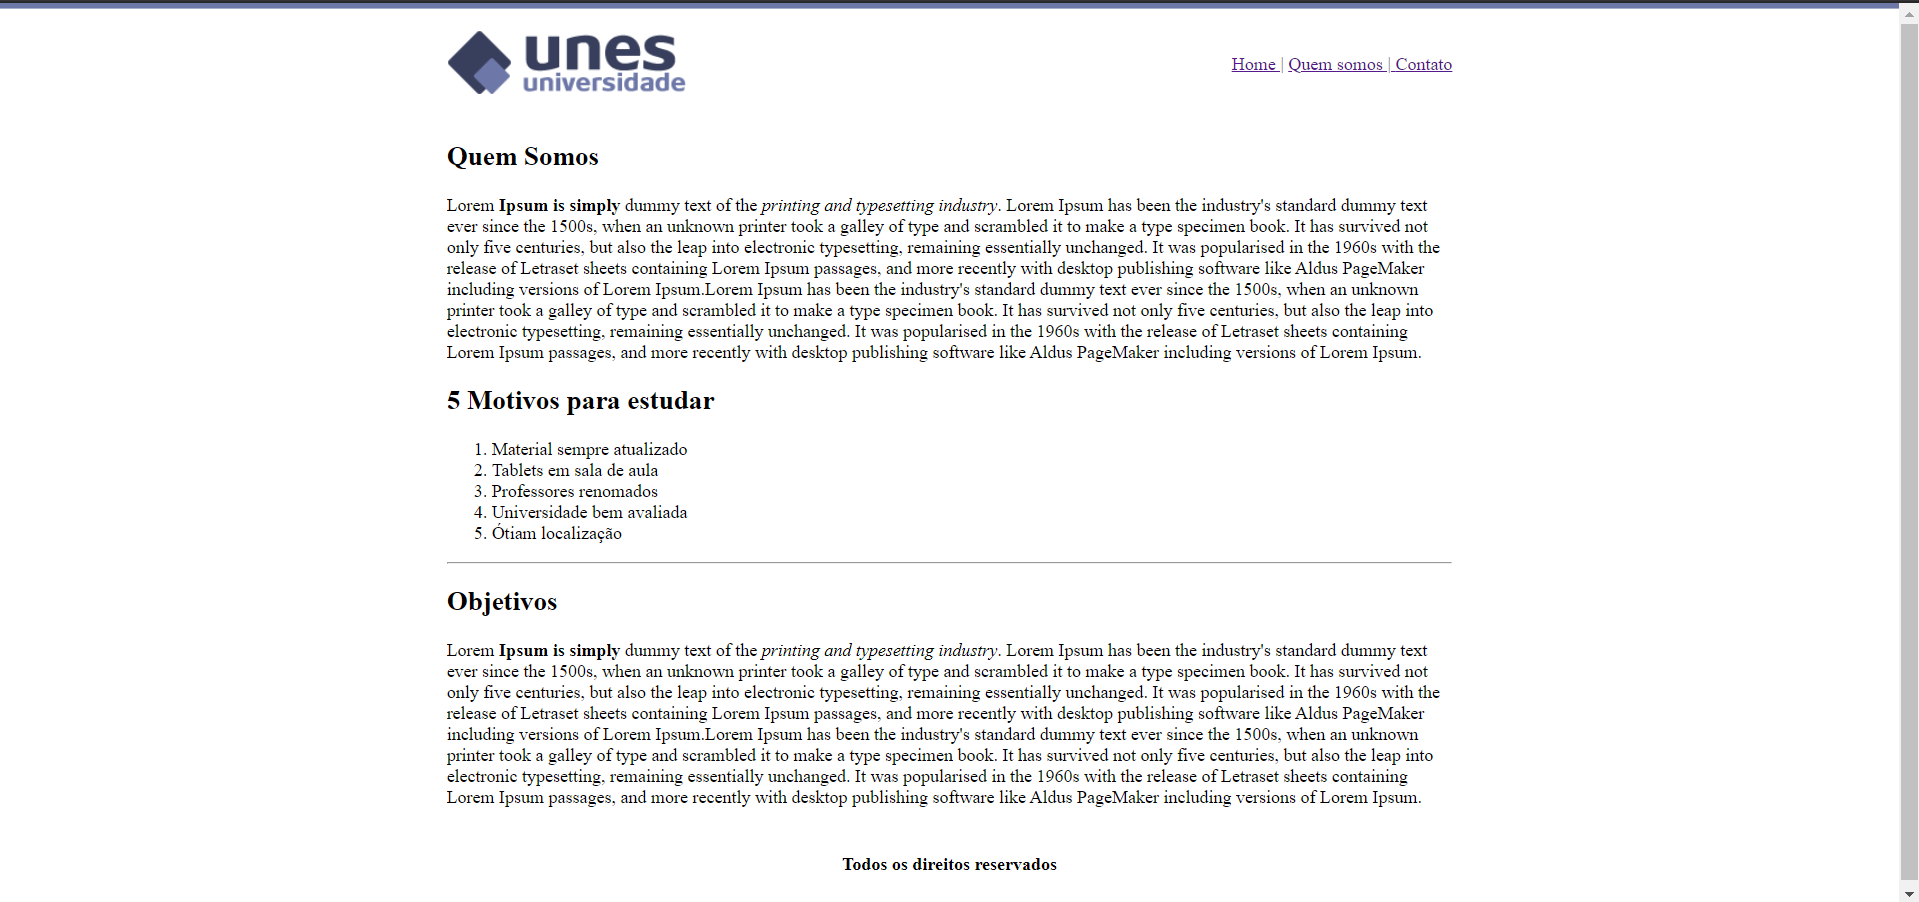 unes
universidade
Home | Quem somos | Contato
Quem Somos
Lorem Ipsum is simply dummy text of the printing and typesetting industry. Lorem Ipsum has been the industry's standard dummy text
ever since the 1500s, when an unknown printer took a galley of type and scrambled it to make a type specimen book. It has survived not
only five centuries, but also the leap into electronic typesetting, remaining essentially unchanged. It was popularised in the 1960s with the
release of Letraset sheets containing Lorem Ipsum passages, and more recently with desktop publishing software like Aldus PageMaker
including versions of Lorem Ipsum.Lorem Ipsum has been the industry's standard dummy text ever since the 1500s, when an unknown
printer took a galley of type and scrambled it to make a type specimen book. It has survived not only five centuries, but also the leap into
electronic typesetting, remaining essentially unchanged. It was popularised in the 1960s with the release of Letraset sheets containing
Lorem Ipsum passages, and more recently with desktop publishing software like Aldus PageMaker including versions of Lorem Ipsum.
5 Motivos para estudar
1. Material sempre atualizado
2. Tablets em sala de aula
3. Professores renomados
4. Universidade bem avaliada
5. Ótiam localização
Objetivos
Lorem Ipsum is simply dummy text of the printing and typesetting industry. Lorem Ipsum has been the industry's standard dummy text
ever since the 1500s, when an unknown printer took a galley of type and scrambled it to make a type specimen book. It has survived not
only five centuries, but also the leap into electronic typesetting, remaining essentially unchanged. It was popularised in the 1960s with the
release of Letraset sheets containing Lorem Ipsum passages, and more recently with desktop publishing software like Aldus PageMaker
including versions of Lorem Ipsum.Lorem Ipsum has been the industry's standard dummy text ever since the 1500s, when an unknown
printer took a galley of type and scrambled it to make a type specimen book. It has survived not only five centuries, but also the leap into
electronic typesetting, remaining essentially unchanged. It was popularised in the 1960s with the release of Letraset sheets containing
Lorem Ipsum passages, and more recently with desktop publishing software like Aldus PageMaker including versions of Lorem Ipsum.
Todos os direitos reservados